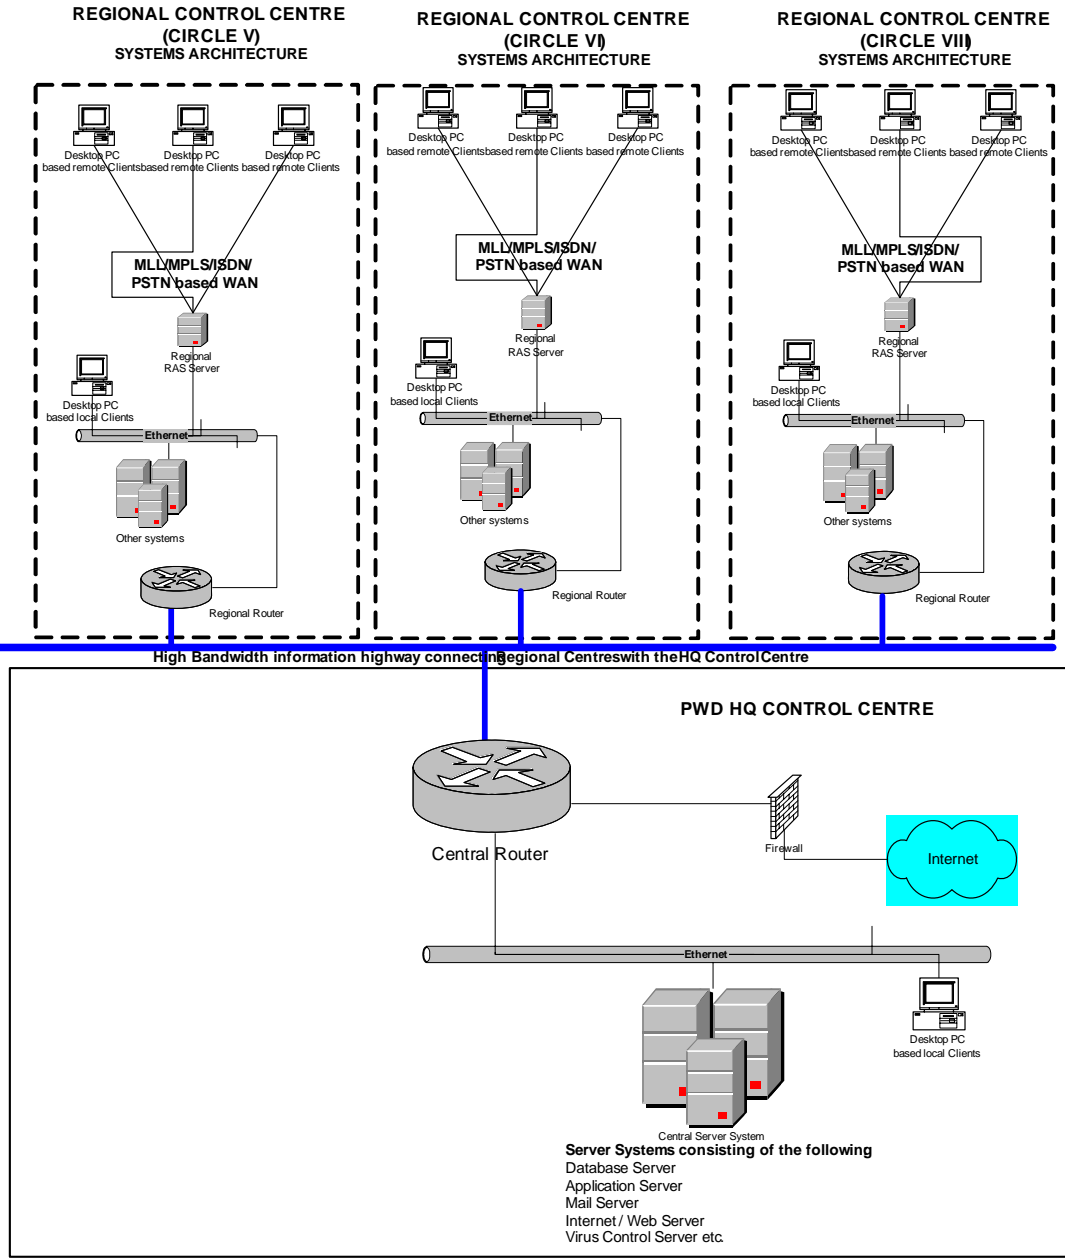 REGIONAL CONTROL CENTRE
(CIRCLE V)
SYSTEMS ARCHITECTURE
Desktop PC
based remote Clients
Desktop PC
based remote Clients
Desktop PC
based remote Clients
MLL/MPLS/ISDN/
PSTN based WAN
Regional
RAS Server
Desktop PC
based local Clients
Ethernet
Other systems
Regional Router
REGIONAL CONTROL CENTRE
(CIRCLE VI)
SYSTEMS ARCHITECTURE
Desktop PC
based remote Clients
Desktop PC
based remote Clients
Desktop PC
based remote Clients
MLL/MPLS/ISDN/
PSTN based WAN
Regional
RAS Server
Desktop PC
based local Clients
Ethernet
Other systems
Regional Router
REGIONAL CONTROL CENTRE
(CIRCLE VIII)
SYSTEMS ARCHITECTURE
Desktop PC
based remote Clients
Desktop PC
based remote Clients
Desktop PC
based remote Clients
MLL/MPLS/ISDN/
PSTN based WAN
Regional
RAS Server
Desktop PC
based local Clients
Ethernet
Other systems
Regional Router
High Bandwidth information highway connecting Regional Centres with the HQ Control Centre
PWD HQ CONTROL CENTRE
Central Router
Firewall
Internet
Ethernet
Desktop PC
based local Clients
Central Server System
Server Systems consisting of the following
Database Server
Application Server
Mail Server
Internet / Web Server
Virus Control Server etc.